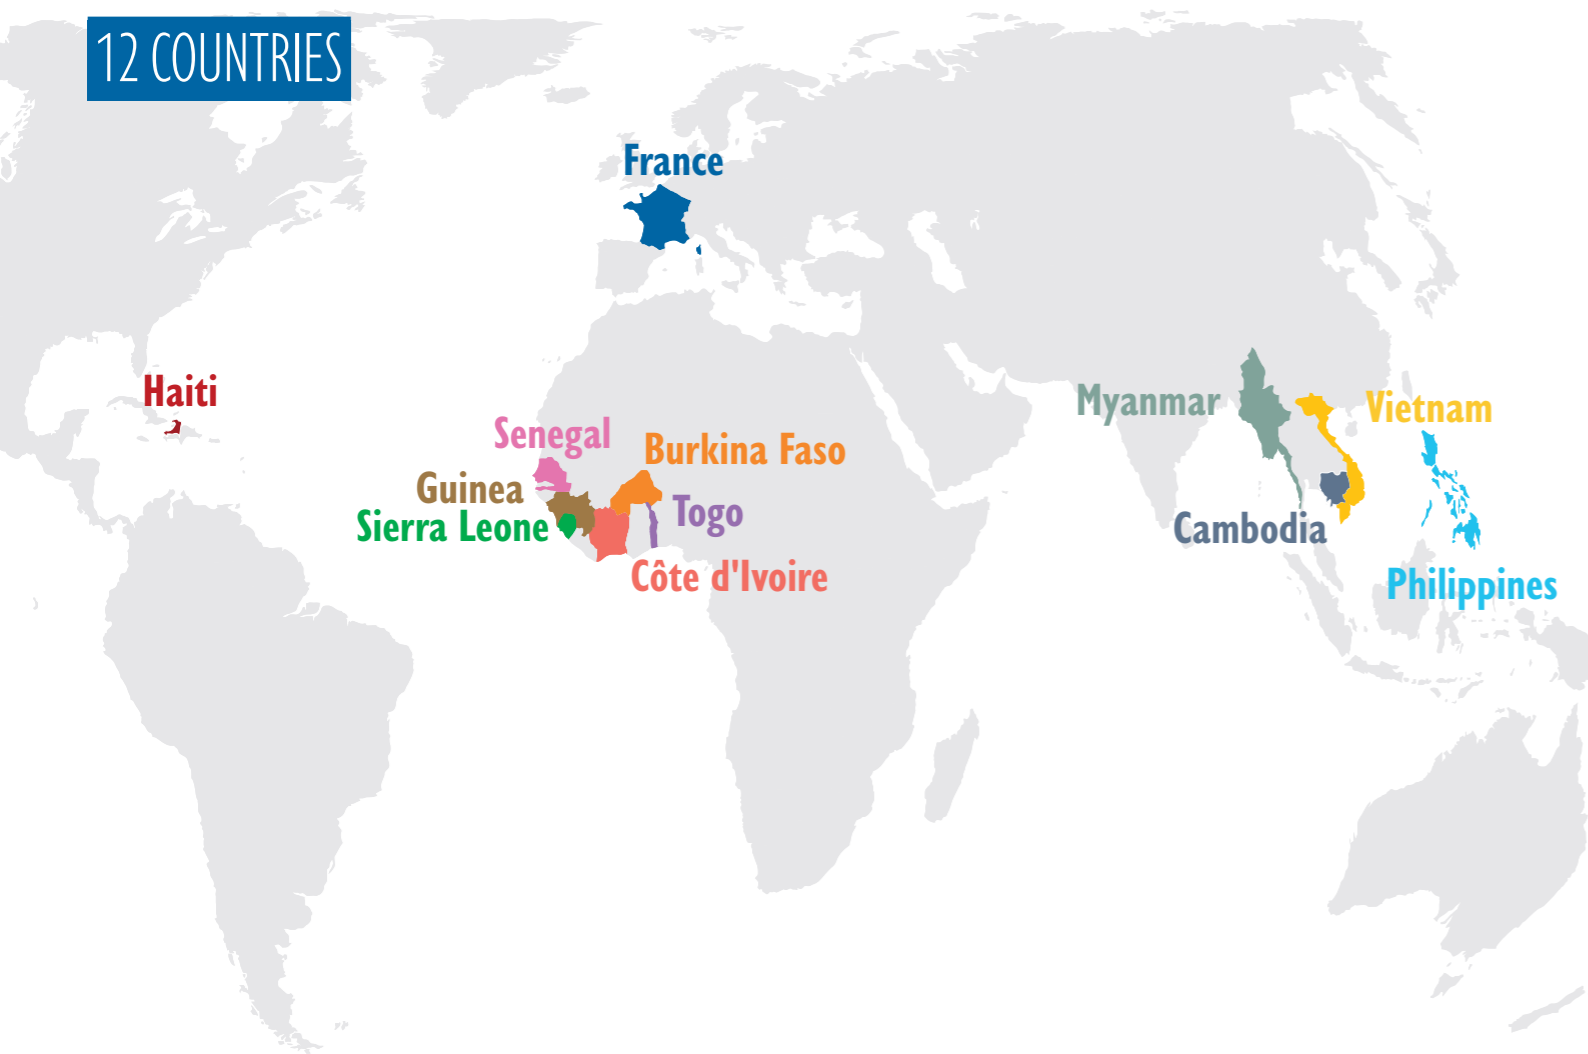 12 COUNTRIES
France
Haiti
Senegal
Burkina Faso
Guinea
Sierra Leone
Togo
Côte d'Ivoire
Myanmar
Vietnam
Cambodia
Philippines